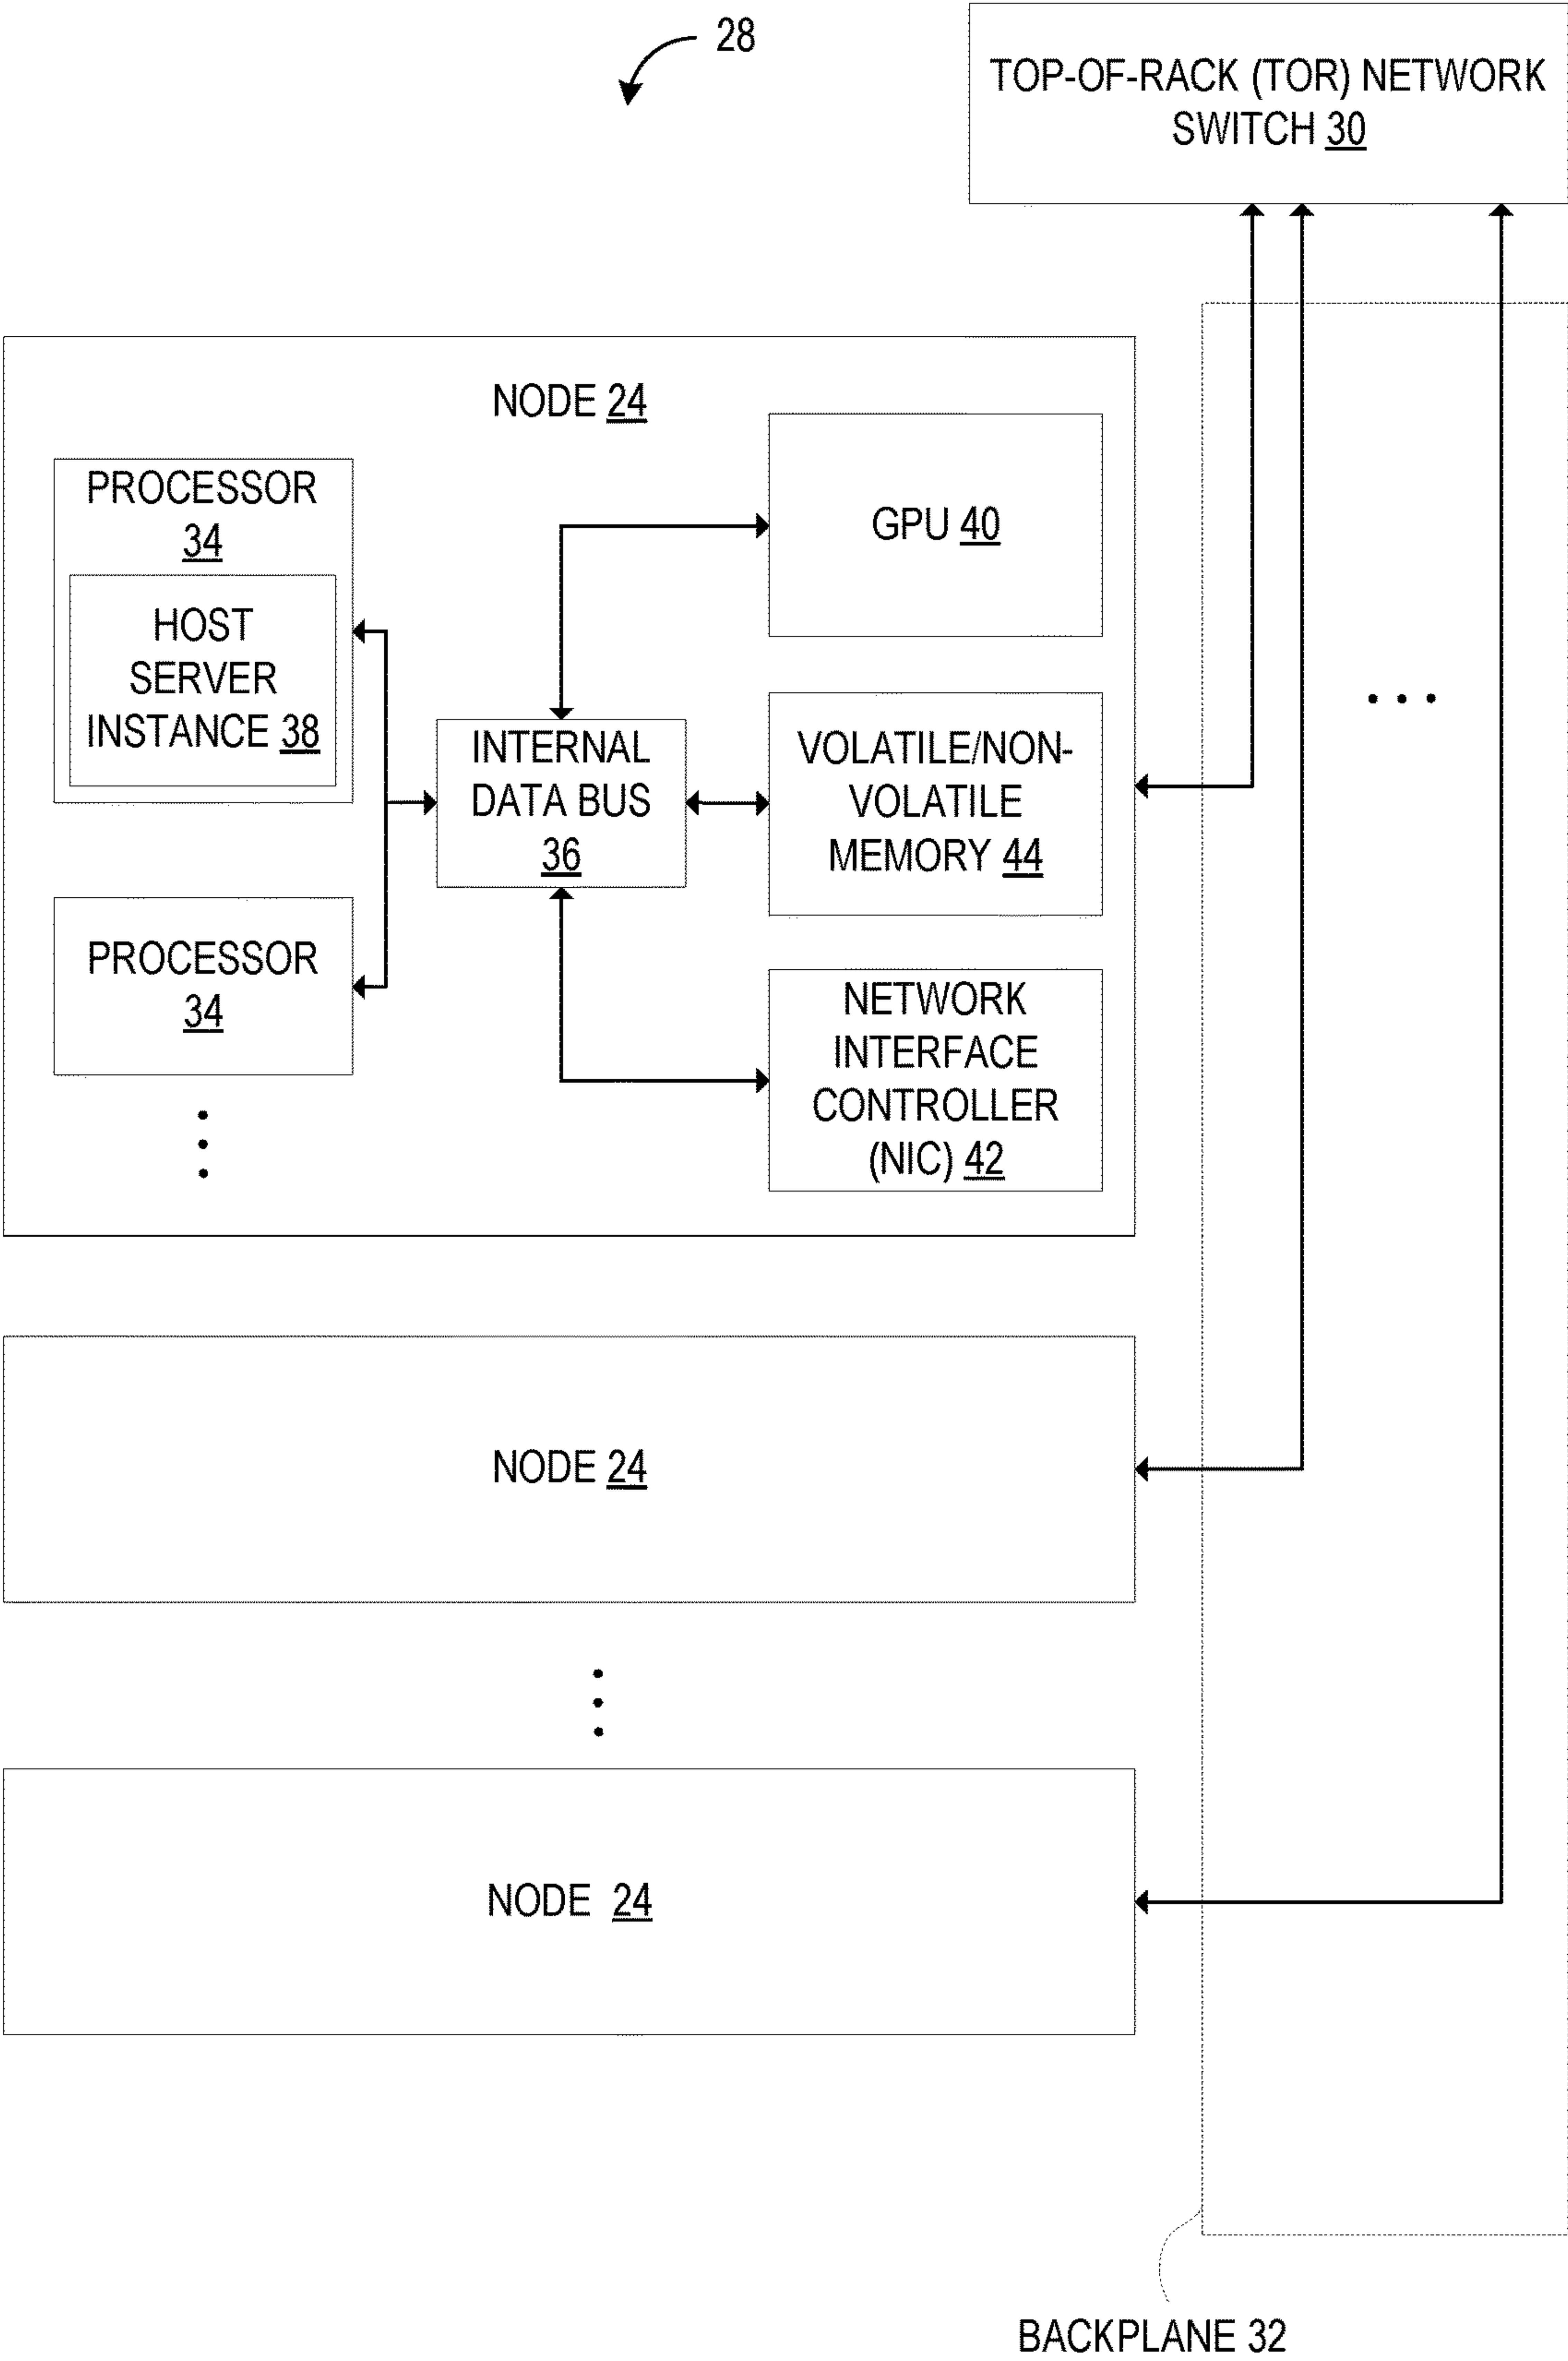 28
TOP-OF-RACK (TOR) NETWORK
SWITCH 30
NODE 24
PROCESSOR
34
HOST
SERVER
INSTANCE 38
PROCESSOR
34
INTERNAL
DATA BUS
36
GPU 40
VOLATILE/NON-
VOLATILE
MEMORY 44
NETWORK
INTERFACE
CONTROLLER
(NIC) 42
NODE 24
NODE 24
BACKPLANE 32